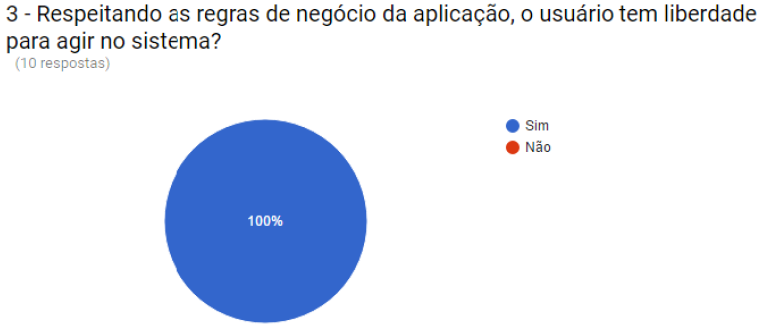 3 - Respeitando as regras de negócio da aplicação, o usuário tem liberdade
para agir no sistema?
(10 respostas)
Sim
Não
100%